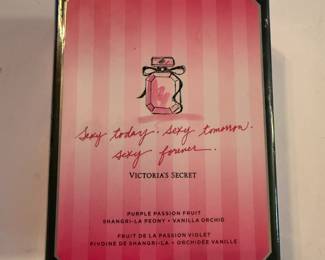 Sexy today. Sexy tomorrow.
Sexy forever.
VICTORIA'S SECRET
PURPLE PASSION FRUIT
SHANGRI-LA PEONY • VANILLA ORCHID
FRUIT DE LA PASSION VIOLET
PIVOINE DE SHANGRI-LA • ORCHIDÉE VANILLE